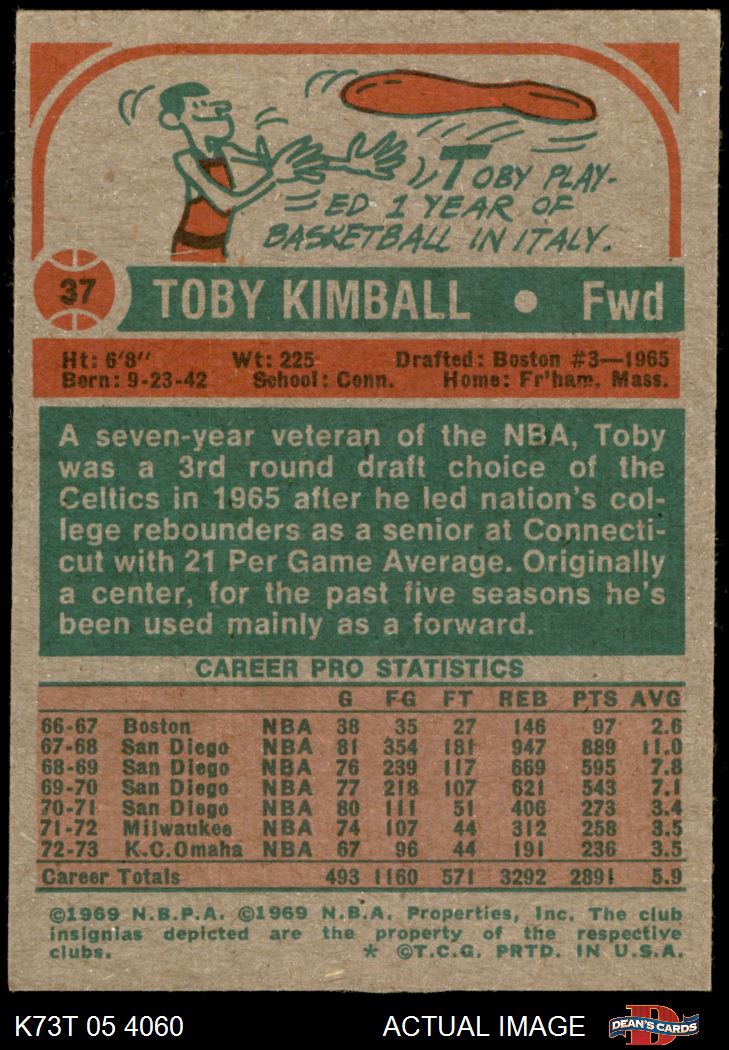 TOBY PLAY-
ED 1 YEAR OF
BASKETBALL IN ITALY.
37 TOBY KIMBALL • Fwd
Ht: 6'8" Wt: 225 Drafted: Boston #3—1965
Born: 9-23-42 School: Conn. Home: Fr'ham, Mass.
A seven-year veteran of the NBA, Toby
was a 3rd round draft choice of the
Celtics in 1965 after he led nation's col-
lege rebounders as a senior at Connecti-
cut with 21 Per Game Average. Originally
a center, for the past five seasons he's
been used mainly as a forward.
CAREER PRO STATISTICS
G FG FT REB PTS AVG
66-67 Boston NBA 38 35 27 146 97 2.6
67-68 San Diego NBA 81 354 181 947 889 11.0
68-69 San Diego NBA 76 239 117 669 595 7.8
69-70 San Diego NBA 77 218 107 621 543 7.1
70-71 San Diego NBA 80 111 51 406 273 3.4
71-72 Milwaukee NBA 74 107 44 312 258 3.5
72-73 K.C.Omaha NBA 67 96 44 191 236 3.5
Career Totals 493 1160 571 3292 2891 5.9
©1969 N.B.P.A. ©1969 N.B.A. Properties, Inc. The club
insignias depicted are the property of the respective
clubs. * ©T.C.G. PRTD. IN U.S.A.
K73T 05 4060 ACTUAL IMAGE DEAN'S CARDS